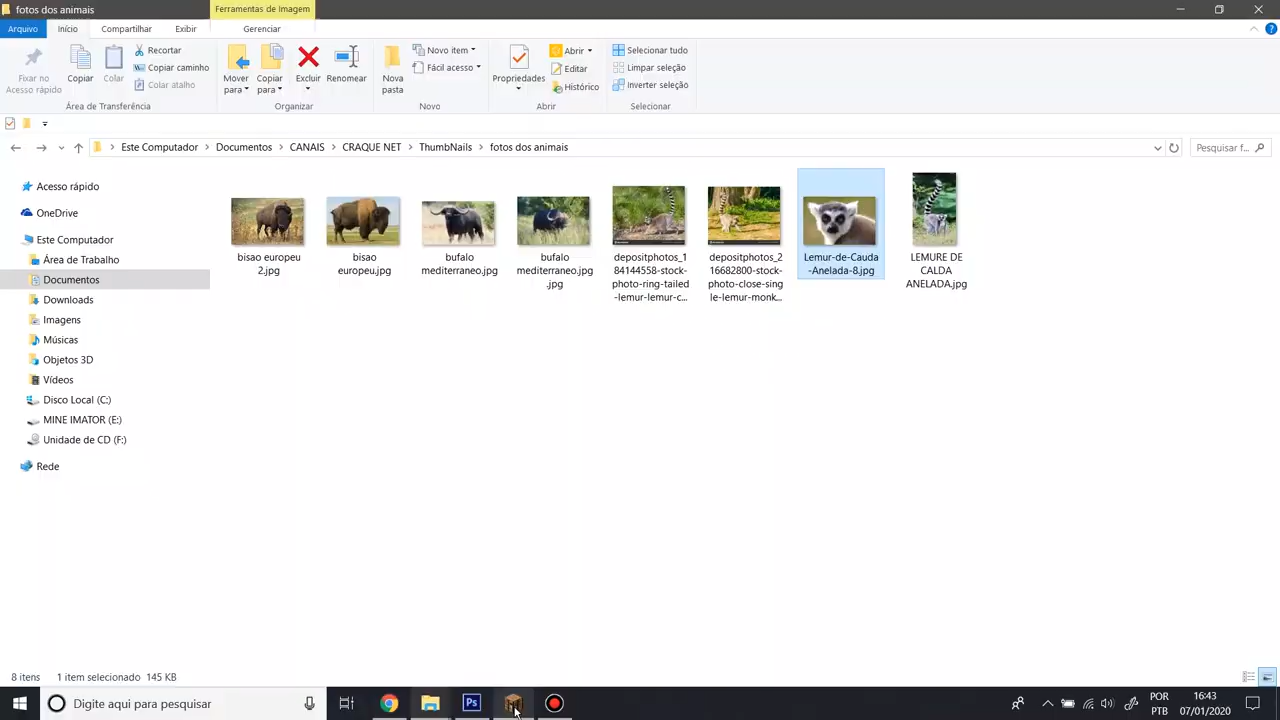 fotos dos animais
Ferramentas de Imagem
Arquivo
Início
Compartilhar
Exibir
Gerenciar
Fixar no
Acesso rápido
Copiar
Colar
Recortar
Copiar caminho
Colar atalho
Área de Transferência
Mover
para
Copiar
para
Excluir
Renomear
Organizar
Nova
pasta
Novo item
Fácil acesso
Novo
Propriedades
Abrir
Editar
Histórico
Abrir
Selecionar tudo
Limpar seleção
Inverter seleção
Selecionar
Este Computador > Documentos > CANAIS > CRAQUE NET > ThumbNails > fotos dos animais
Pesquisar f...
Acesso rápido
OneDrive
Este Computador
Área de Trabalho
Documentos
Downloads
Imagens
Músicas
Objetos 3D
Vídeos
Disco Local (C:)
MINE IMATOR (E:)
Unidade de CD (F:)
Rede
bisao europeu
2.jpg
bisao
europeu.jpg
bufalo
mediterraneo.jpg
bufalo
mediterraneo
.jpg
depositphotos_1
84144558-stock-
photo-ring-tailed
-lemur-lemur-c...
depositphotos_2
16682800-stock-
photo-close-sing
le-lemur-monk...
Lemur-de-Cauda
-Anelada-8.jpg
LEMURE DE
CALDA
ANELADA.jpg
8 itens
1 item selecionado 145 KB
Digite aqui para pesquisar
Ps
POR
PTB
16:43
07/01/2020